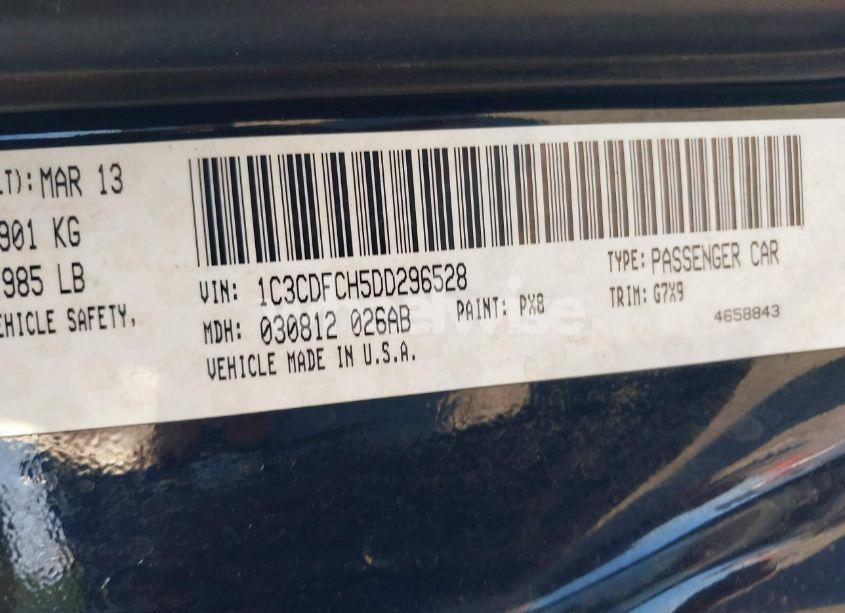 LT): MAR 13
901 KG
985 LB
EHICLE SAFETY,
VIN: 1C3CDFCH5DD296528
TYPE: PASSENGER CAR
MDH: 030812 026AB
PAINT: PX8
TRIM: G7X9
VEHICLE MADE IN U.S.A.
4658843